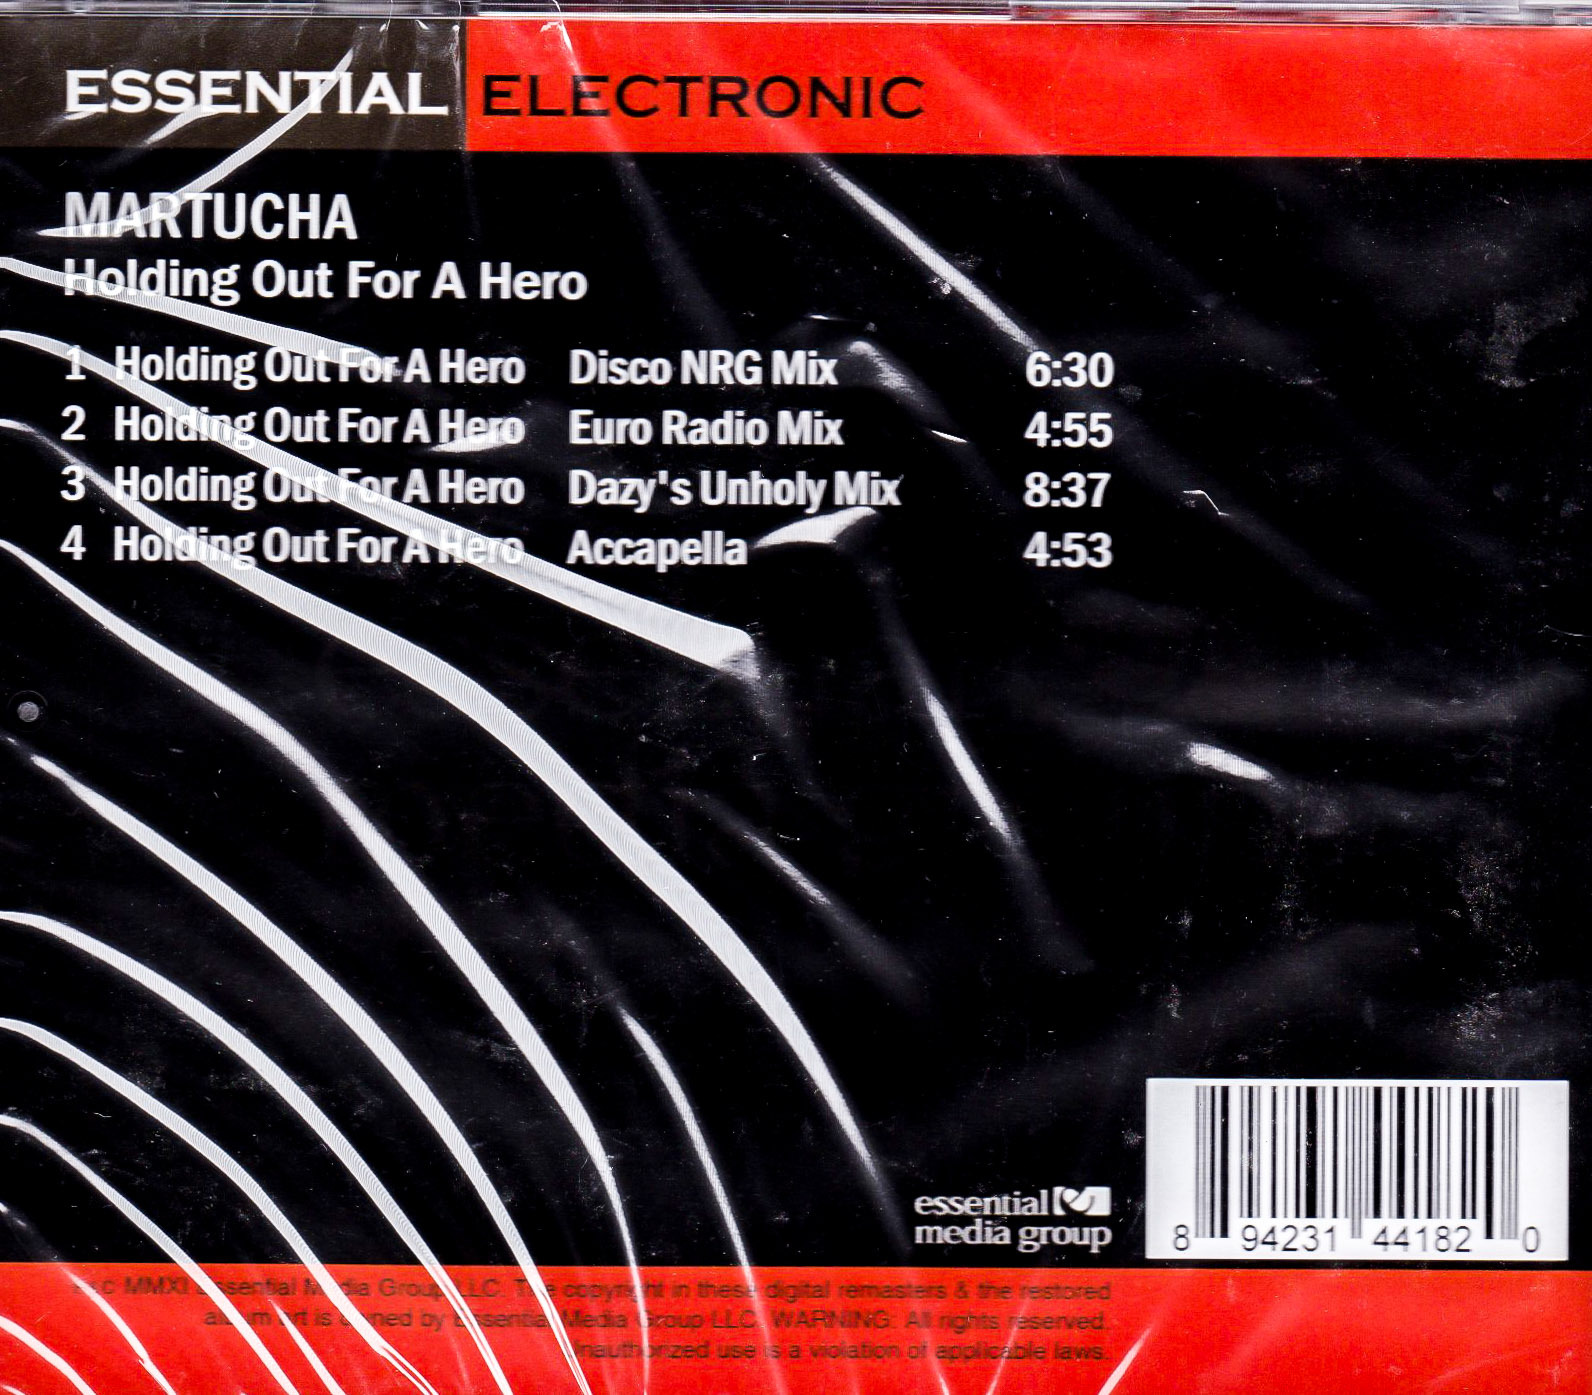 ESSENTIAL ELECTRONIC
MARTUCHA
Holding Out For A Hero
1 Holding Out For A Hero Disco NRG Mix 6:30
2 Holding Out For A Hero Euro Radio Mix 4:55
3 Holding Out For A Hero Dazy's Unholy Mix 8:37
4 Holding Out For A Hero Accapella 4:53
essential
media group
8 94231 44182 0
MMXI Essential Media Group LLC. The copyright in these digital remasters & the restored
album art is owned by Essential Media Group LLC. WARNING: All rights reserved.
Unauthorized use is a violation of applicable laws.